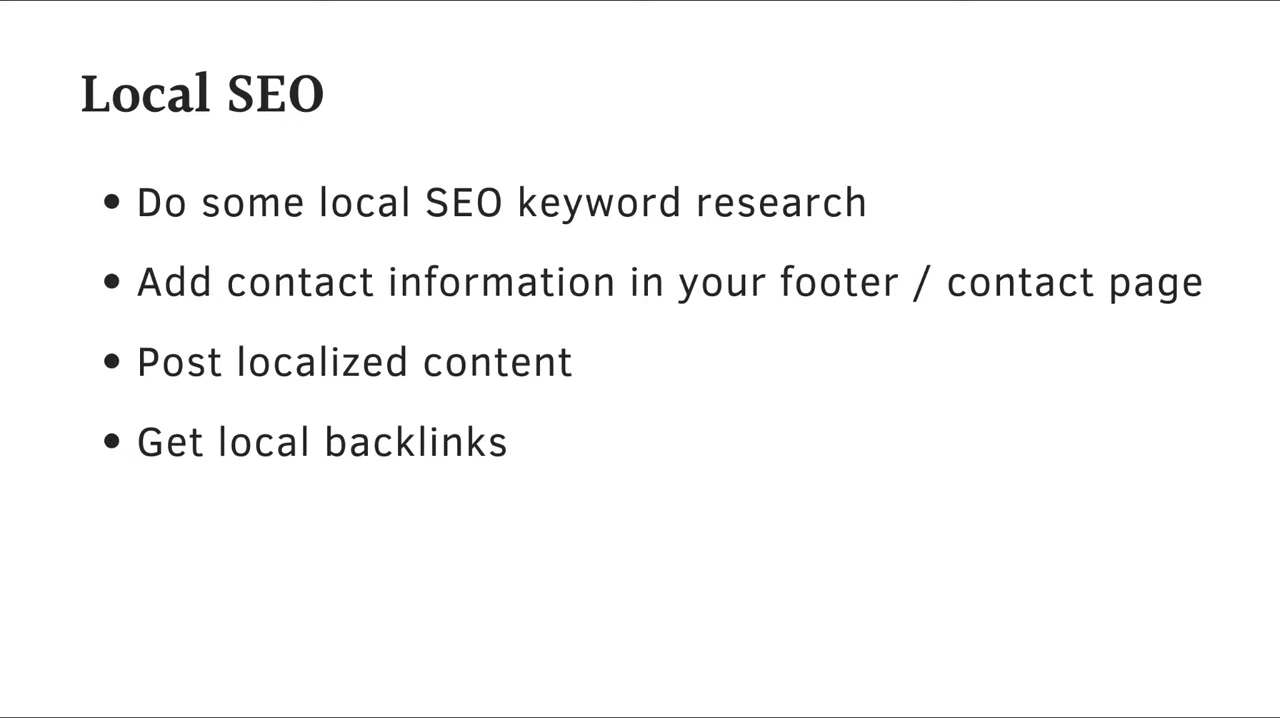 Local SEO
• Do some local SEO keyword research
• Add contact information in your footer / contact page
• Post localized content
• Get local backlinks